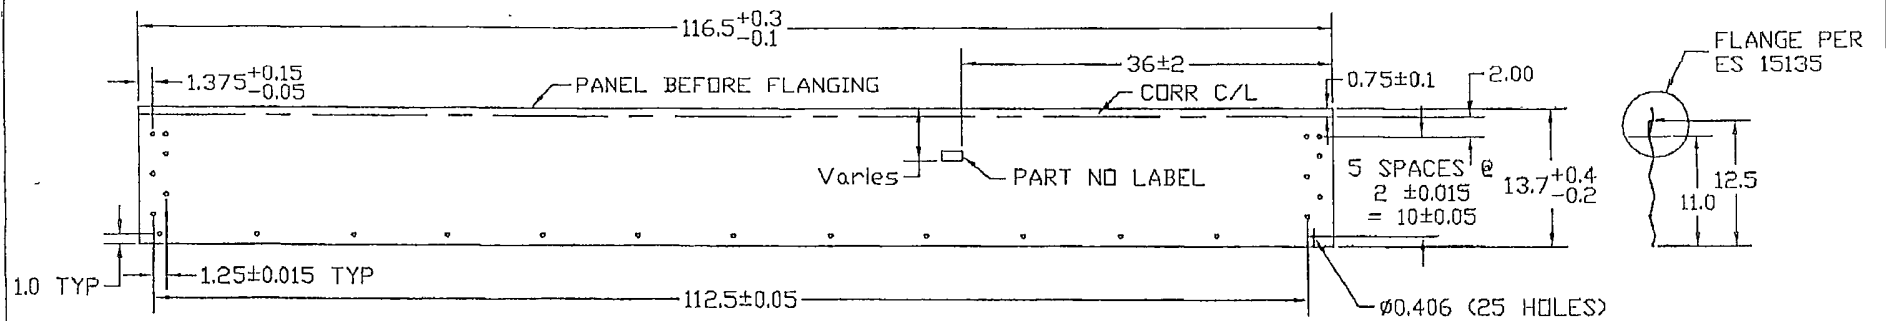 116.5+0.3
-0.1
FLANGE PER
ES 15135
36±2
1.375+0.15
-0.05
PANEL BEFORE FLANGING
CORR C/L
0.75±0.1
2.00
Varies
PART NO LABEL
5 SPACES @
2 ±0.015
= 10±0.05
13.7+0.4
-0.2
11.0
12.5
1.0 TYP
1.25±0.015 TYP
112.5±0.05
ø0.406 (25 HOLES)